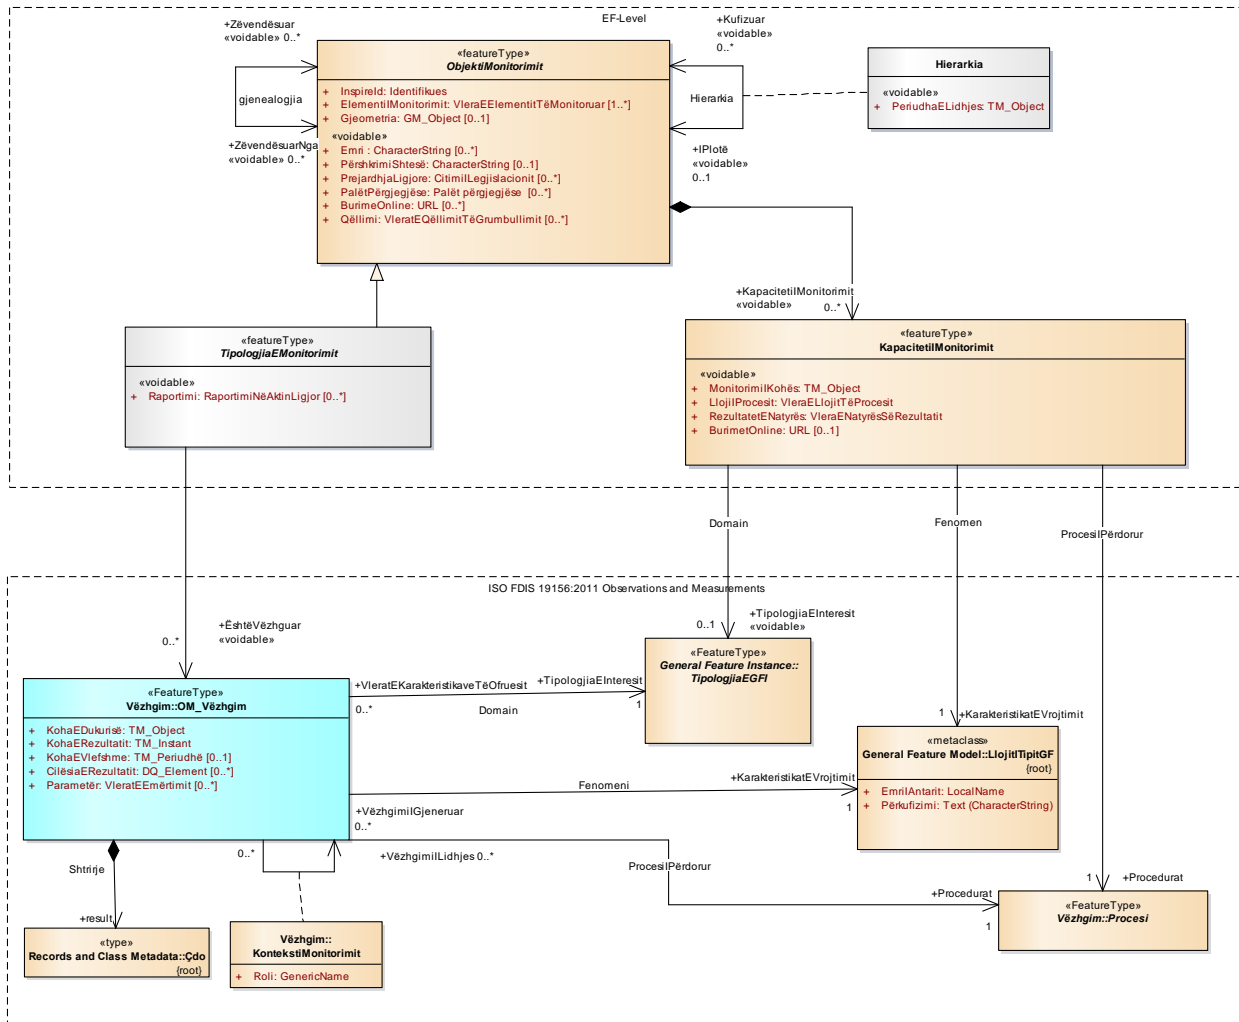 EF-Level
+Zëvendësuar
«voidable» 0..*
gjenealogjia
+ZëvendësuarNga
«voidable» 0..*
«featureType»
ObjektiMonitorimit
+ InspireId: Identifikues
+ ElementiIMonitorimit: VleraEElementitTëMonitoruar [1..*]
+ Gjeometria: GM_Object [0..1]
«voidable»
+ Emri : CharacterString [0..*]
+ PërshkrimiShtesë: CharacterString [0..1]
+ PrejardhjaLigjore: CitimiILegjislacionit [0..*]
+ PalëtPërgjegjëse: Palët përgjegjëse [0..*]
+ BurimeOnline: URL [0..*]
+ Qëllimi: VleratEQëllimitTëGrumbullimit [0..*]
+Kufizuar
«voidable»
0..*
Hierarkia
+IPlotë
«voidable»
0..1
Hierarkia
«voidable»
+ PeriudhaELidhjes: TM_Object
+KapacitetiIMonitorimit
«voidable»
0..*
«featureType»
TipologjiaEMonitorimit
«voidable»
+ Raportimi: RaportimiNëAktinLigjor [0..*]
«featureType»
KapacitetiIMonitorimit
«voidable»
+ MonitorimiIKohës: TM_Object
+ LlojiIProcesit: VleraELlojitTëProcesit
+ RezultatetENatyrës: VleraENatyrësSëRezultatit
+ BurimetOnline: URL [0..1]
Domain
Fenomen
ProcesiIPërdorur
ISO FDIS 19156:2011 Observations and Measurements
+ËshtëVëzhguar
«voidable»
0..*
+TipologjiaEInteresit
«voidable»
0..1
«FeatureType»
General Feature Instance::
TipologjiaEGFI
«FeatureType»
Vëzhgim::OM_Vëzhgim
+ KohaEDukurisë: TM_Object
+ KohaERezultatit: TM_Instant
+ KohaEVlefshme: TM_Periudhë [0..1]
+ CilësiaERezultatit: DQ_Element [0..*]
+ Parametër: VleratEEmërtimit [0..*]
+VleratEKarakteristikaveTëOfruesit
0..*
Domain
+TipologjiaEInteresit
1
1
+KarakteristikatEVrojtimit
«metaclass»
General Feature Model::LlojitITipitGF
{root}
+ EmriIAntarit: LocalName
+ Përkufizimi: Text (CharacterString)
Fenomeni
+KarakteristikatEVrojtimit
1
+VëzhgimiIGjeneruar
0..*
0..*
+VëzhgimiILidhjes 0..*
ProcesiIPërdorur
+Procedurat
1
1
+Procedurat
«FeatureType»
Vëzhgim::Procesi
Shtrirje
+result
«type»
Records and Class Metadata::Çdo
{root}
Vëzhgim::
KontekstiMonitorimit
+ Roli: GenericName